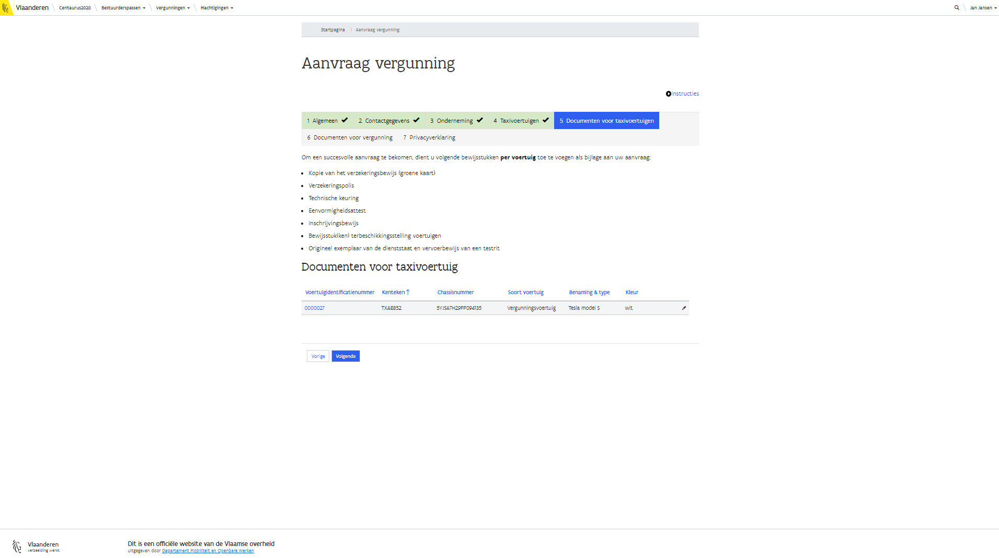 Vlaanderen Centaurus2020 Bestuurderspassen Vergunningen Machtigingen Jan Jansen
Startpagina Aanvraag vergunning
Aanvraag vergunning
Instructies
1 Algemeen 2 Contactgegevens 3 Onderneming 4 Taxivoertuigen 5 Documenten voor taxivoertuigen
6 Documenten voor vergunning 7 Privacyverklaring
Om een succesvolle aanvraag te bekomen, dient u volgende bewijsstukken per voertuig toe te voegen als bijlage aan uw aanvraag:
• Kopie van het verzekeringsbewijs (groene kaart)
• Verzekeringspolis
• Technische keuring
• Eenvormigheidsattest
• Inschrijvingsbewijs
• Bewijsstuk(ken) terbeschikkingsstelling voertuigen
• Origineel exemplaar van de dienststaat en vervoerbewijs van een testrit
Documenten voor taxivoertuig
Voertuigidentificatienummer Kenteken↑ Chassisnummer Soort voertuig Benaming & type Kleur
0000027 TXAE852 5YJSA7H29FF094135 Vergunningsvoertuig Tesla model S wit
Vorige Volgende
Vlaanderen
verbeelding werkt
Dit is een officiële website van de Vlaamse overheid
uitgegeven door Departement Mobiliteit en Openbare Werken